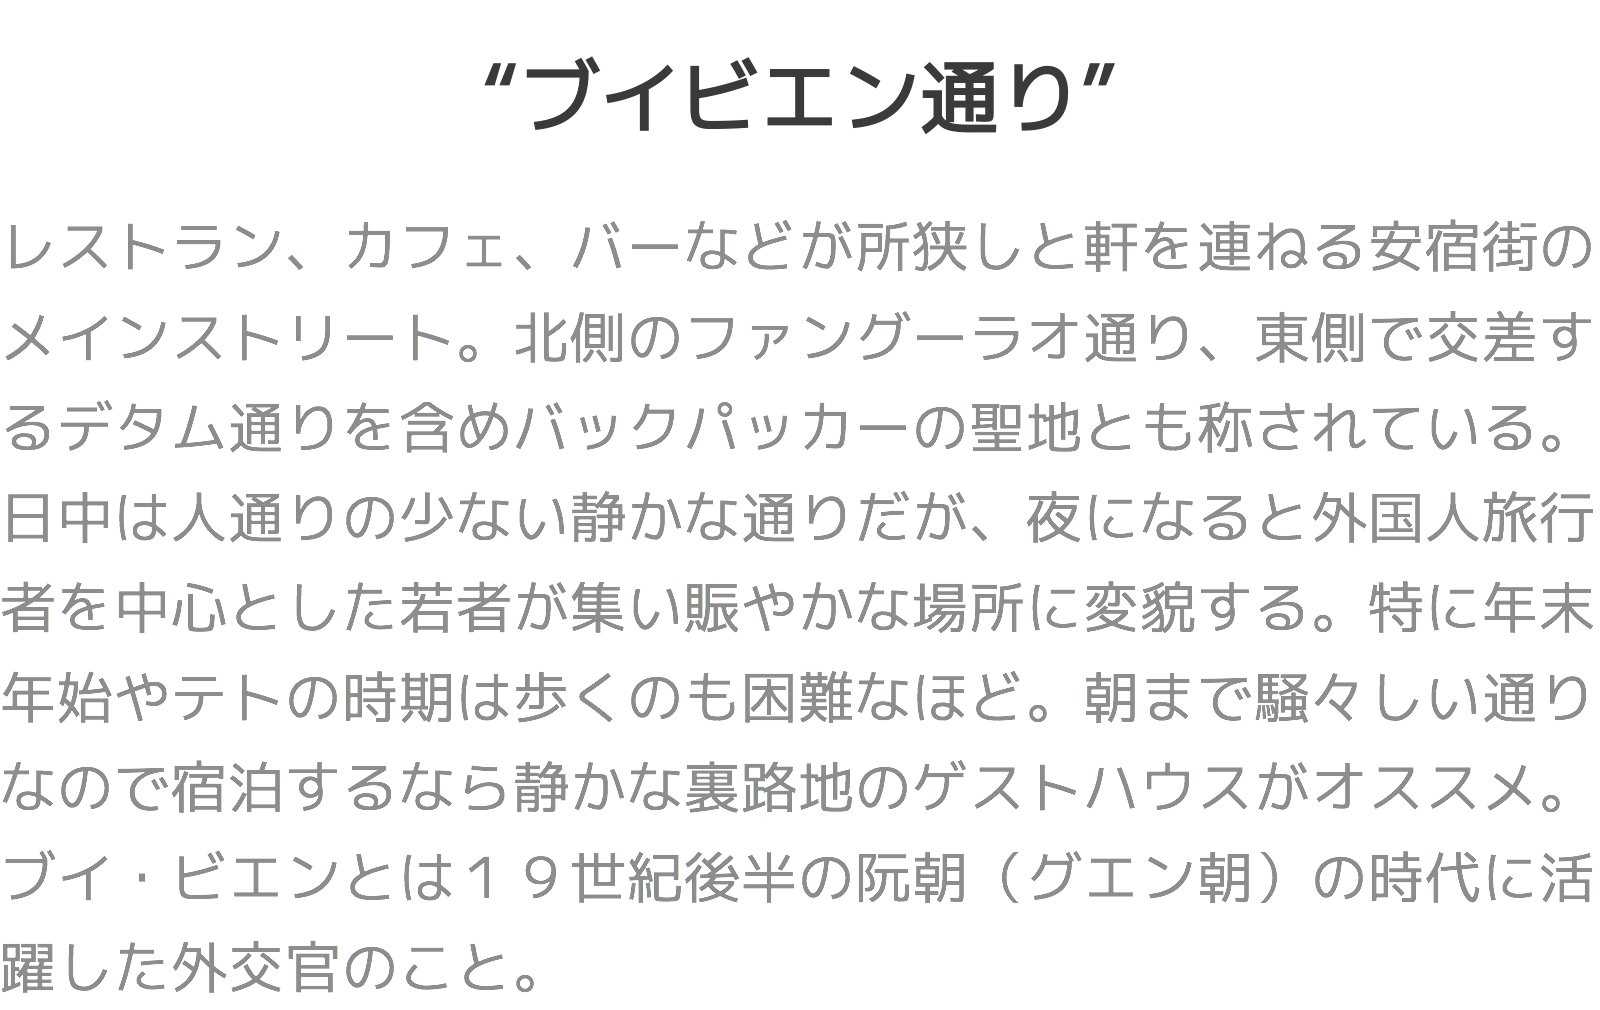 “ブイビエン通り”
レストラン、カフェ、バーなどが所狭しと軒を連ねる安宿街の
メインストリート。北側のファングーラオ通り、東側で交差す
るデタム通りを含めバックパッカーの聖地とも称されている。
日中は人通りの少ない静かな通りだが、夜になると外国人旅行
者を中心とした若者が集い賑やかな場所に変貌する。特に年末
年始やテトの時期は歩くのも困難なほど。朝まで騒々しい通り
なので宿泊するなら静かな裏路地のゲストハウスがオススメ。
ブイ・ビエンとは１９世紀後半の阮朝（グエン朝）の時代に活
躍した外交官のこと。